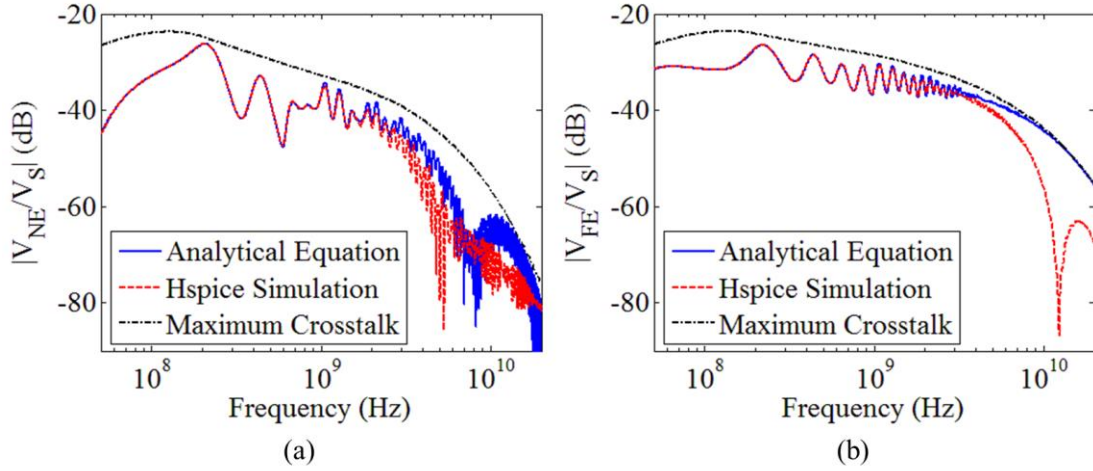 -20
-40
-60
-80
|V_NE/V_S| (dB)
Analytical Equation
Hspice Simulation
Maximum Crosstalk
10^8
10^9
10^10
Frequency (Hz)
(a)
-20
-40
-60
-80
|V_FE/V_S| (dB)
Analytical Equation
Hspice Simulation
Maximum Crosstalk
10^8
10^9
10^10
Frequency (Hz)
(b)